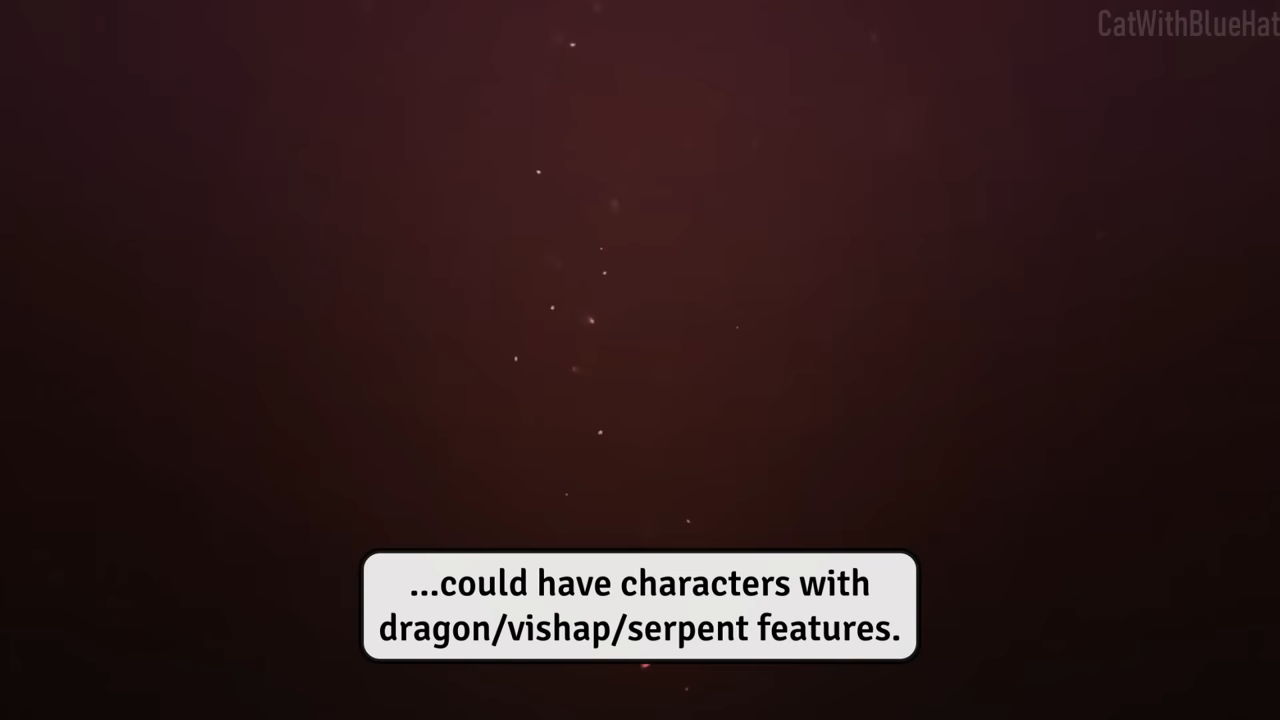 CatWithBlueHat
...could have characters with
dragon/vishap/serpent features.